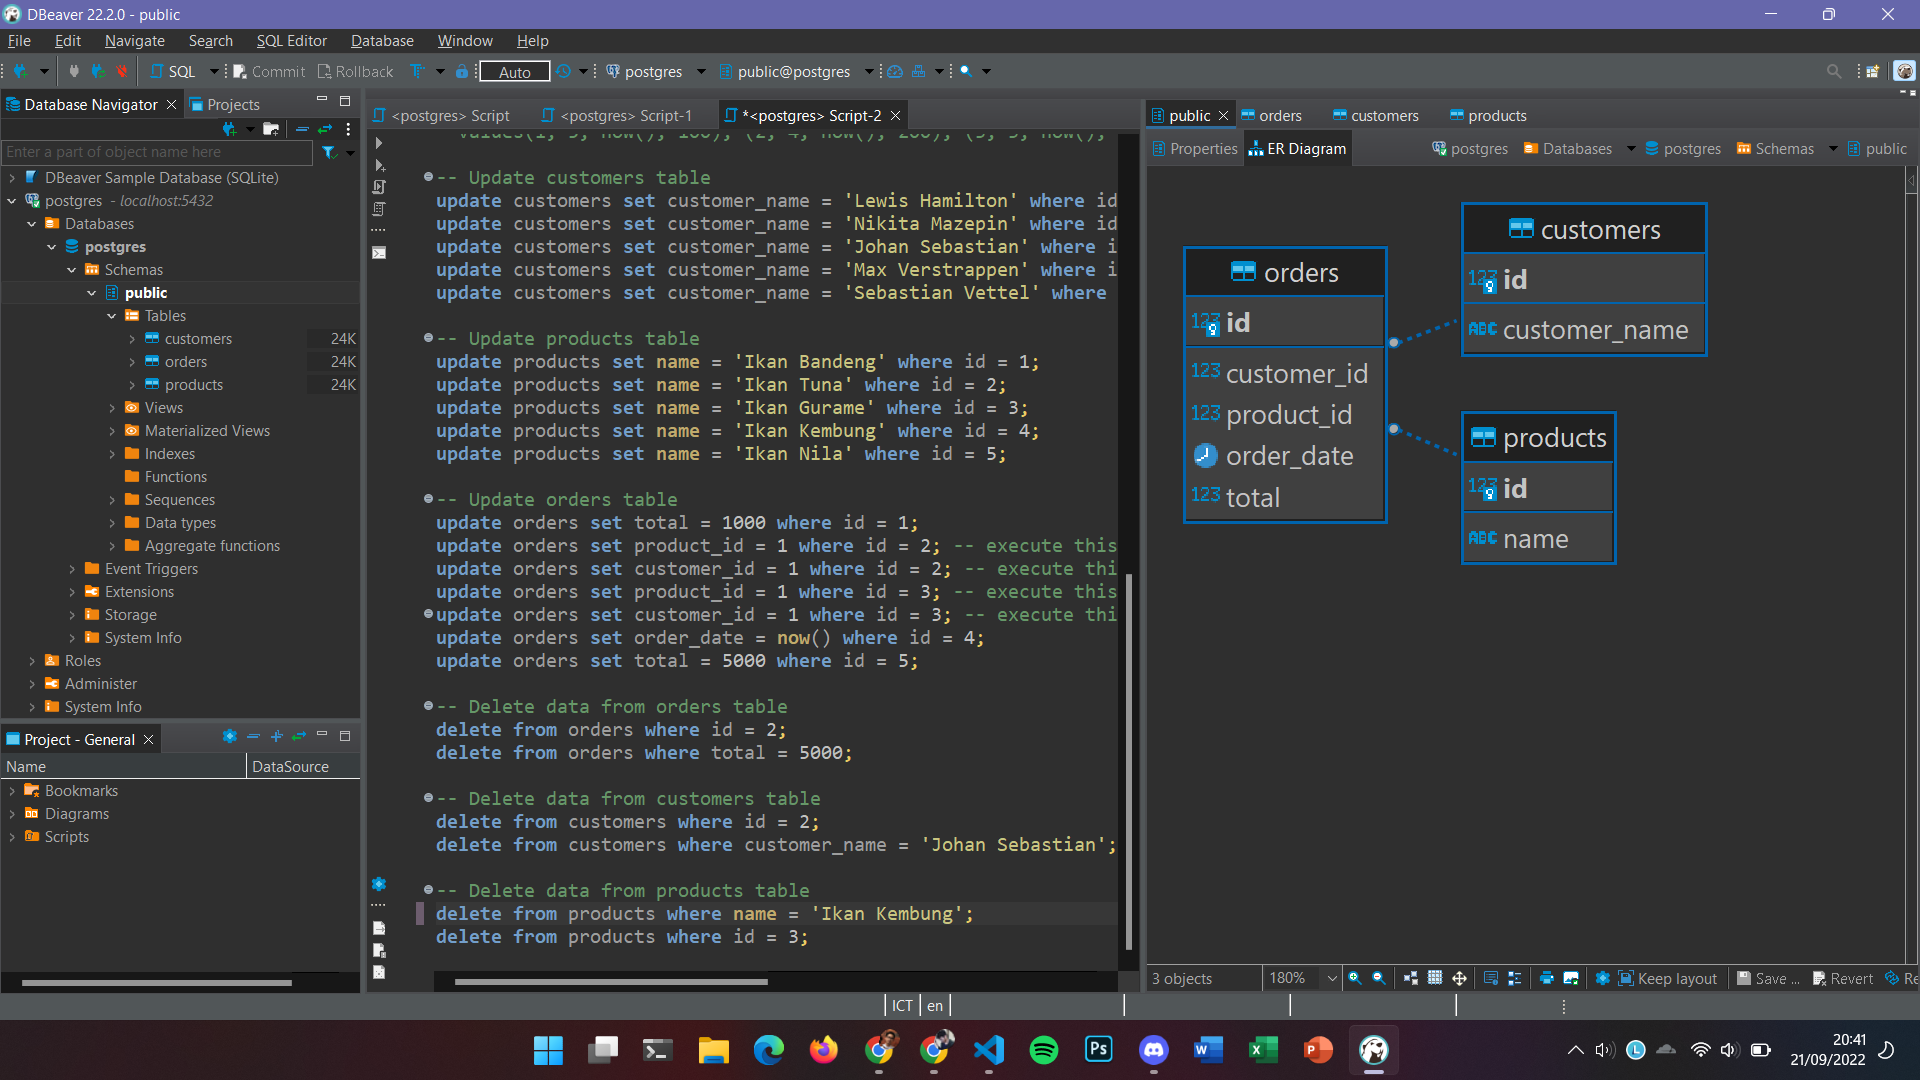 DBeaver 22.2.0 - public
File Edit Navigate Search SQL Editor Database Window Help
SQL Commit Rollback Auto postgres public@postgres
Database Navigator Projects
Enter a part of object name here
DBeaver Sample Database (SQLite)
postgres - localhost:5432
Databases
postgres
Schemas
public
Tables
customers 24K
orders 24K
products 24K
Views
Materialized Views
Indexes
Functions
Sequences
Data types
Aggregate functions
Event Triggers
Extensions
Storage
System Info
Roles
Administer
System Info
Project - General
Name DataSource
Bookmarks
Diagrams
Scripts
<postgres> Script <postgres> Script-1 *<postgres> Script-2
-- Update customers table
update customers set customer_name = 'Lewis Hamilton' where id
update customers set customer_name = 'Nikita Mazepin' where id
update customers set customer_name = 'Johan Sebastian' where i
update customers set customer_name = 'Max Verstrappen' where i
update customers set customer_name = 'Sebastian Vettel' where
-- Update products table
update products set name = 'Ikan Bandeng' where id = 1;
update products set name = 'Ikan Tuna' where id = 2;
update products set name = 'Ikan Gurame' where id = 3;
update products set name = 'Ikan Kembung' where id = 4;
update products set name = 'Ikan Nila' where id = 5;
-- Update orders table
update orders set total = 1000 where id = 1;
update orders set product_id = 1 where id = 2; -- execute this
update orders set customer_id = 1 where id = 2; -- execute thi
update orders set product_id = 1 where id = 3; -- execute this
update orders set customer_id = 1 where id = 3; -- execute thi
update orders set order_date = now() where id = 4;
update orders set total = 5000 where id = 5;
-- Delete data from orders table
delete from orders where id = 2;
delete from orders where total = 5000;
-- Delete data from customers table
delete from customers where id = 2;
delete from customers where customer_name = 'Johan Sebastian';
-- Delete data from products table
delete from products where name = 'Ikan Kembung';
delete from products where id = 3;
public orders customers products
Properties ER Diagram postgres Databases postgres Schemas public
orders
123 id
123 customer_id
123 product_id
order_date
123 total
customers
123 id
ABC customer_name
products
123 id
ABC name
3 objects 180% Keep layout Save ... Revert Re
ICT en
Ps
20:41
21/09/2022